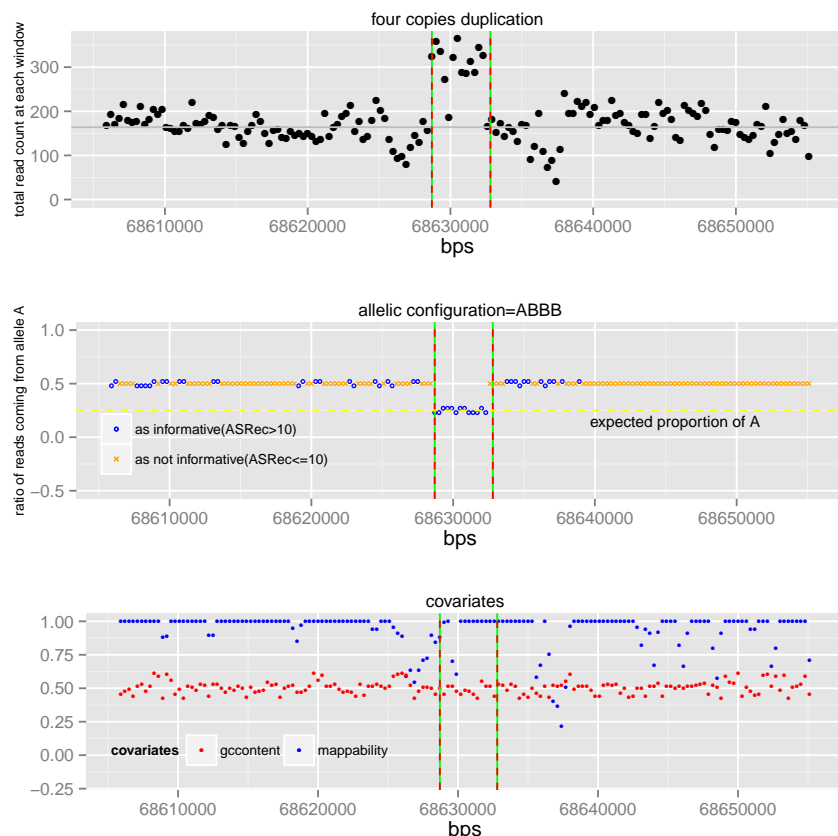 four copies duplication
total read count at each window
300
200
100
0
68610000 68620000 68630000 68640000 68650000
bps
allelic configuration=ABBB
ratio of reads coming from allele A
1.0
0.5
0.0
−0.5
expected proportion of A
as informative(ASRec>10)
as not informative(ASRec<=10)
68610000 68620000 68630000 68640000 68650000
bps
covariates
1.00
0.75
0.50
0.25
0.00
−0.25
covariates gccontent mappability
68610000 68620000 68630000 68640000 68650000
bps